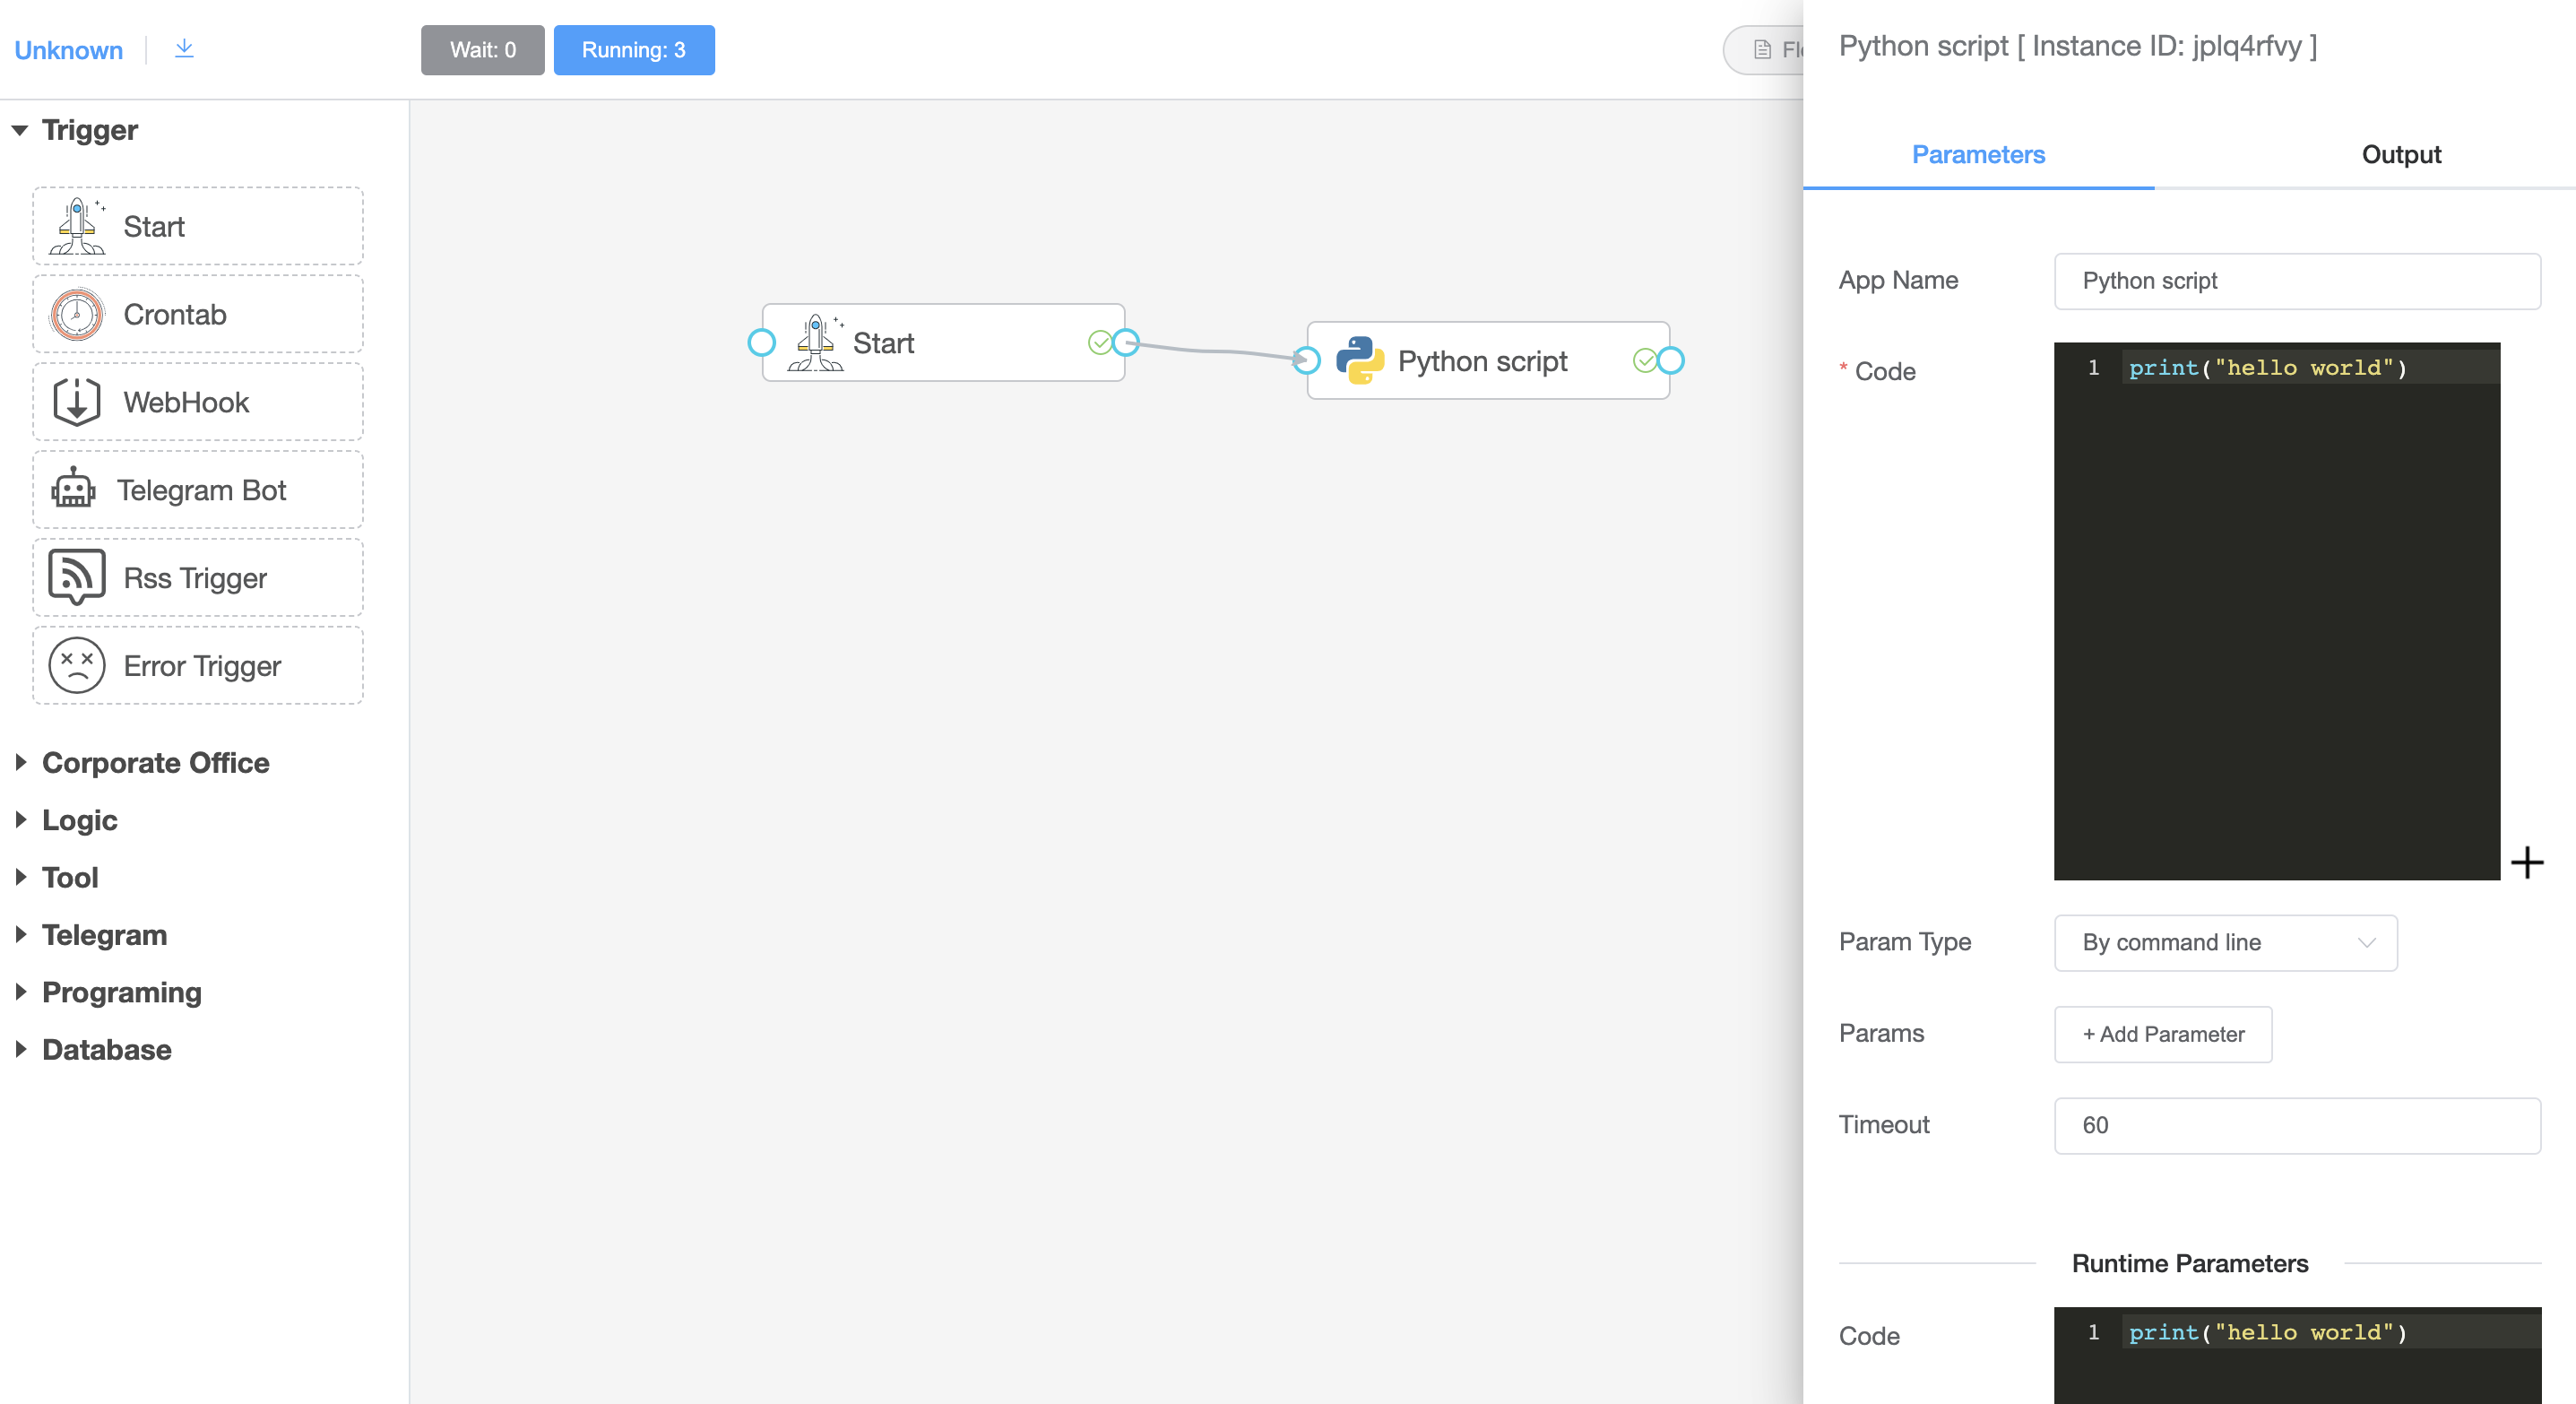 Unknown
Wait: 0
Running: 3
Trigger
Start
Crontab
WebHook
Telegram Bot
Rss Trigger
Error Trigger
Corporate Office
Logic
Tool
Telegram
Programing
Database
Start
Python script
Python script [ Instance ID: jplq4rfvy ]
Parameters
Output
App Name
Python script
* Code
1 print("hello world")
Param Type
By command line
Params
+ Add Parameter
Timeout
60
Runtime Parameters
Code
1 print("hello world")